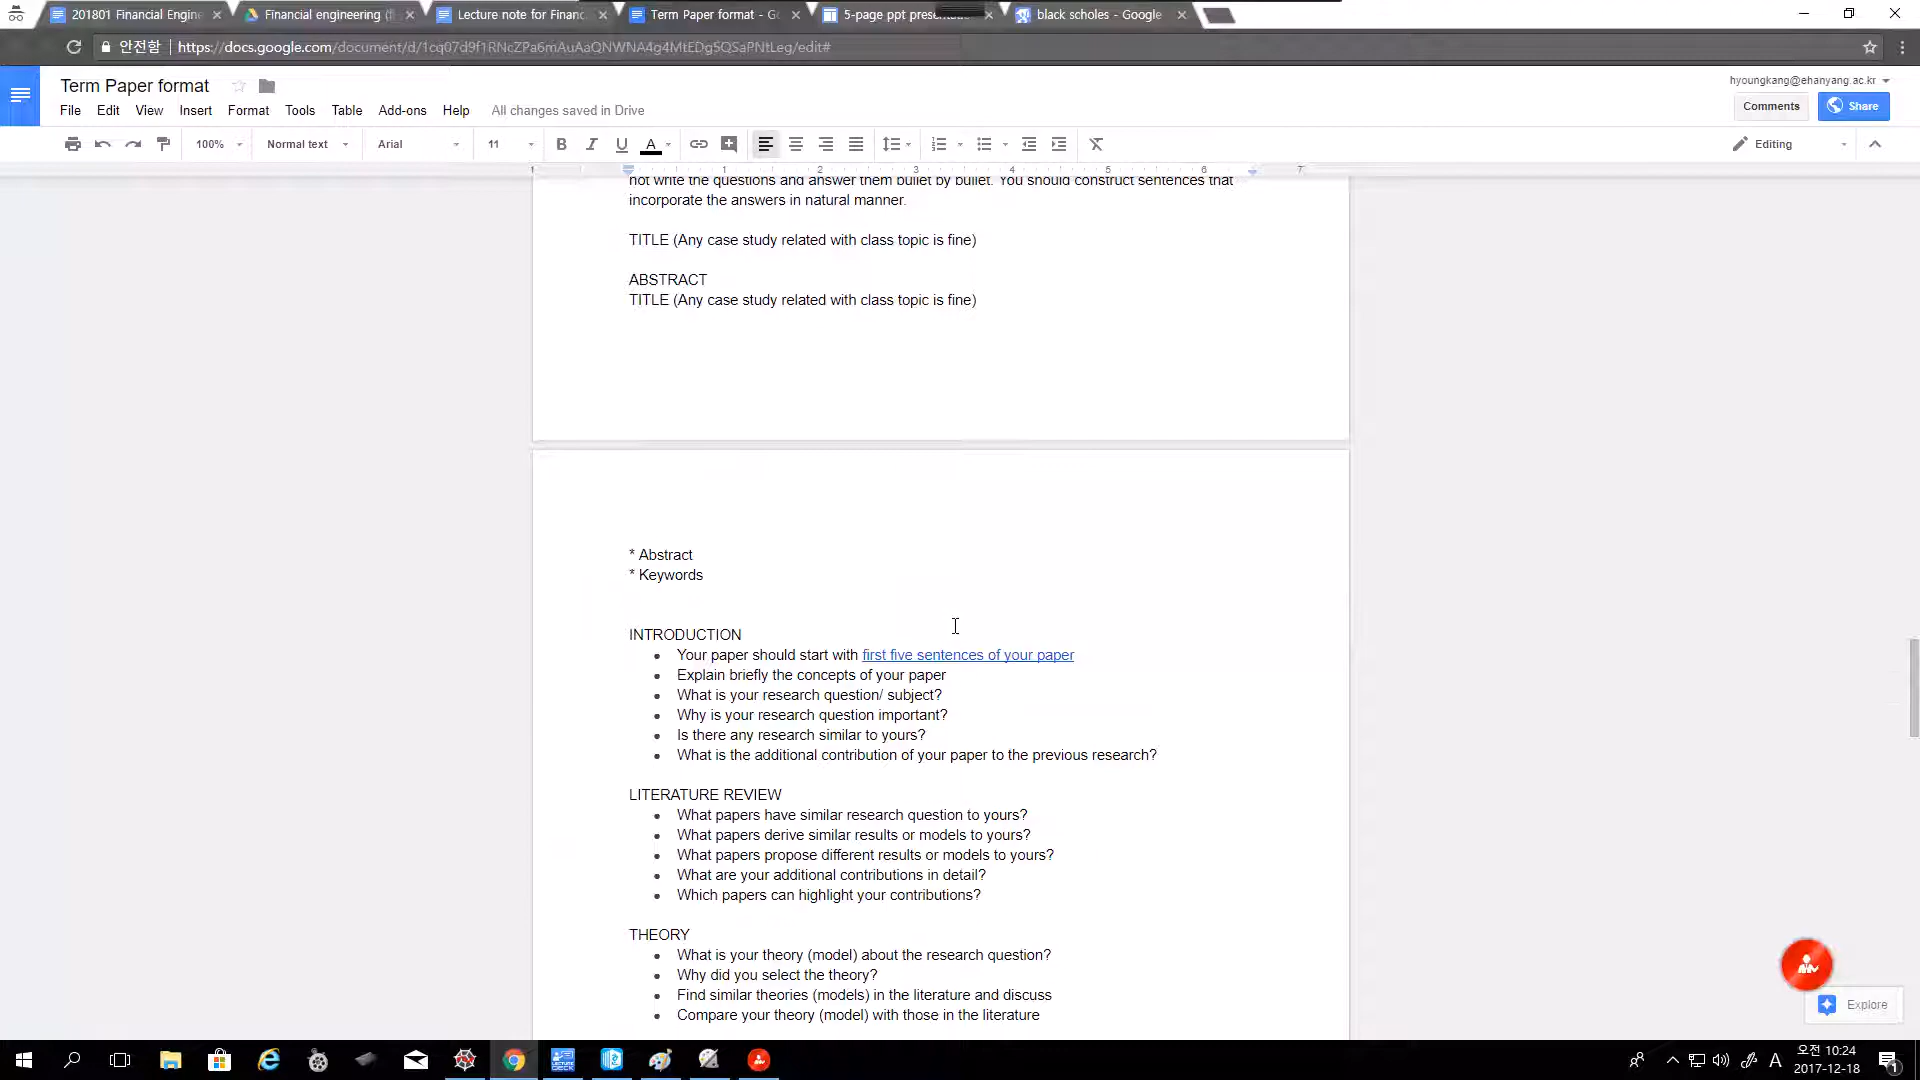 201801 Financial Engine
Financial engineering (f
Lecture note for Financ
Term Paper format - Go
5-page ppt presentatio
black scholes - Google
안전함
https://docs.google.com/document/d/1cq07d9f1RNcZPa6mAuAaQNWNA4g4MtEDg5QSaPNtLeg/edit#
Term Paper format
hyoungkang@ehanyang.ac.kr
File Edit View Insert Format Tools Table Add-ons Help All changes saved in Drive
Comments Share
100% Normal text Arial 11 B I U A Editing
1 1 2 3 4 5 6 7
not write the questions and answer them bullet by bullet. You should construct sentences that
incorporate the answers in natural manner.
TITLE (Any case study related with class topic is fine)
ABSTRACT
TITLE (Any case study related with class topic is fine)
* Abstract
* Keywords
INTRODUCTION
• Your paper should start with first five sentences of your paper
• Explain briefly the concepts of your paper
• What is your research question/ subject?
• Why is your research question important?
• Is there any research similar to yours?
• What is the additional contribution of your paper to the previous research?
LITERATURE REVIEW
• What papers have similar research question to yours?
• What papers derive similar results or models to yours?
• What papers propose different results or models to yours?
• What are your additional contributions in detail?
• Which papers can highlight your contributions?
THEORY
• What is your theory (model) about the research question?
• Why did you select the theory?
• Find similar theories (models) in the literature and discuss
• Compare your theory (model) with those in the literature
Explore
A
오전 10:24
2017-12-18
1